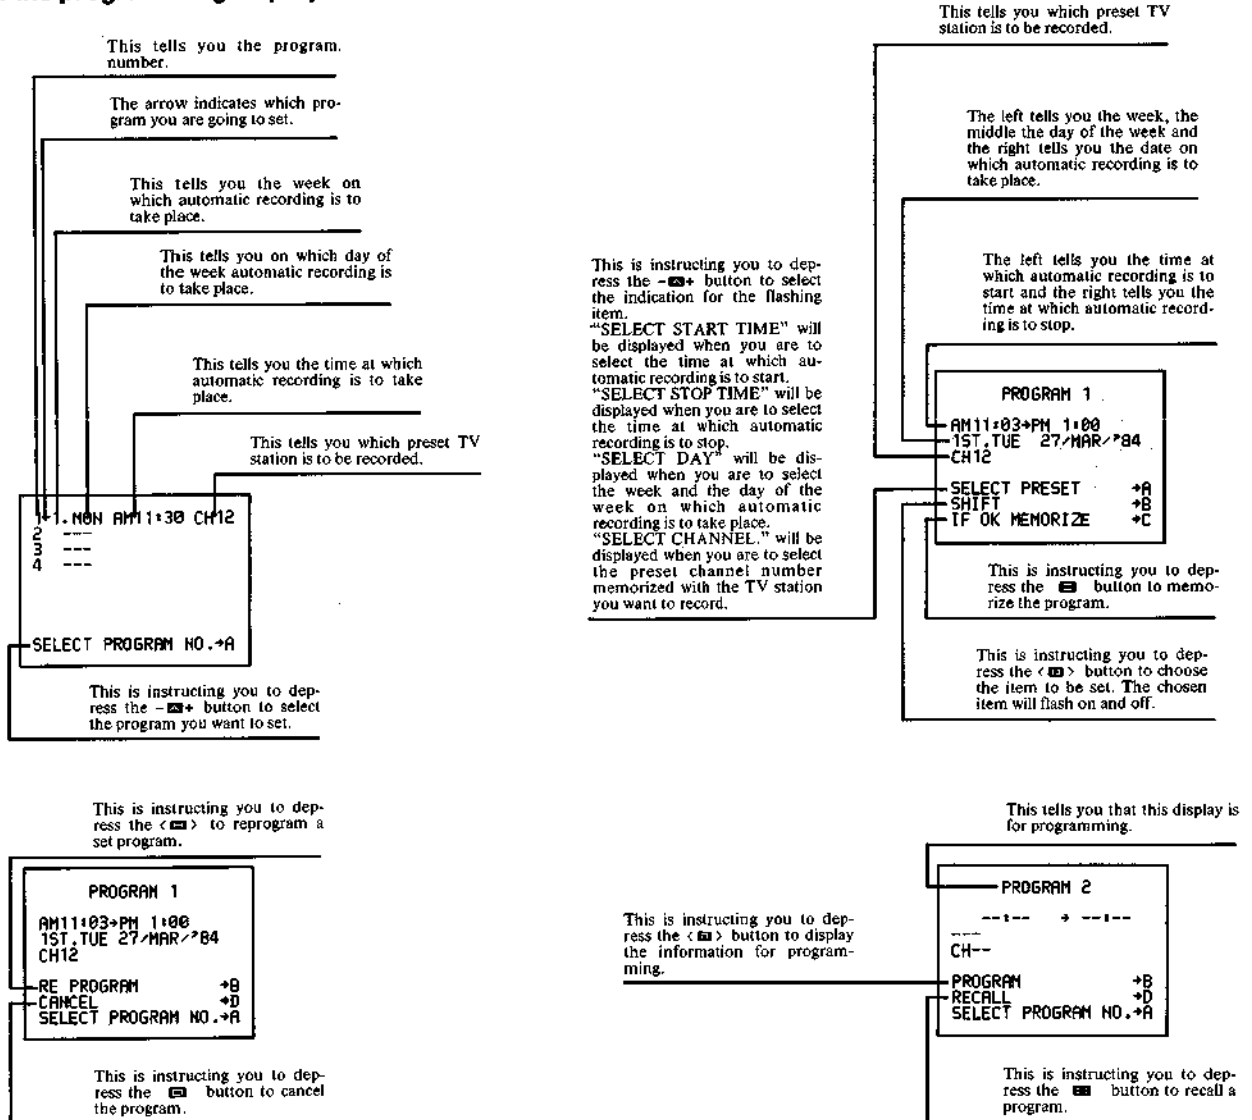 This tells you the program.
number.
The arrow indicates which pro-
gram you are going to set.
This tells you the week on
which automatic recording is to
take place.
This tells you on which day of
the week automatic recording is
to take place.
This tells you the time at which
automatic recording is to take
place.
This tells you which preset TV
station is to be recorded.
1→1.MON AM11:30 CH12
2 ---
3 ---
4 ---
SELECT PROGRAM NO.→A
This is instructing you to dep-
ress the – A + button to select
the program you want to set.
This is instructing you to dep-
ress the –A+ button to select
the indication for the flashing
item.
"SELECT START TIME" will
be displayed when you are to
select the time at which au-
tomatic recording is to start.
"SELECT STOP TIME" will be
displayed when you are to select
the time at which automatic
recording is to stop.
"SELECT DAY" will be dis-
played when you are to select
the week and the day of the
week on which automatic
recording is to take place.
"SELECT CHANNEL." will be
displayed when you are to select
the preset channel number
memorized with the TV station
you want to record.
This tells you which preset TV
station is to be recorded.
The left tells you the week, the
middle the day of the week and
the right tells you the date on
which automatic recording is to
take place.
The left tells you the time at
which automatic recording is to
start and the right tells you the
time at which automatic record-
ing is to stop.
PROGRAM 1
AM11:03→PM 1:00
1ST.TUE 27/MAR/'84
CH12
SELECT PRESET →A
SHIFT →B
IF OK MEMORIZE →C
This is instructing you to dep-
ress the button to memo-
rize the program.
This is instructing you to dep-
ress the < B > button to choose
the item to be set. The chosen
item will flash on and off.
This is instructing you to dep-
ress the < > to reprogram a
set program.
PROGRAM 1
AM11:03→PM 1:00
1ST.TUE 27/MAR/'84
CH12
RE PROGRAM →B
CANCEL →D
SELECT PROGRAM NO.→A
This is instructing you to dep-
ress the button to cancel
the program.
This is instructing you to dep-
ress the < > button to display
the information for program-
ming.
This tells you that this display is
for programming.
PROGRAM 2
--:-- → --:--
---
CH--
PROGRAM →B
RECALL →D
SELECT PROGRAM NO.→A
This is instructing you to dep-
ress the button to recall a
program.